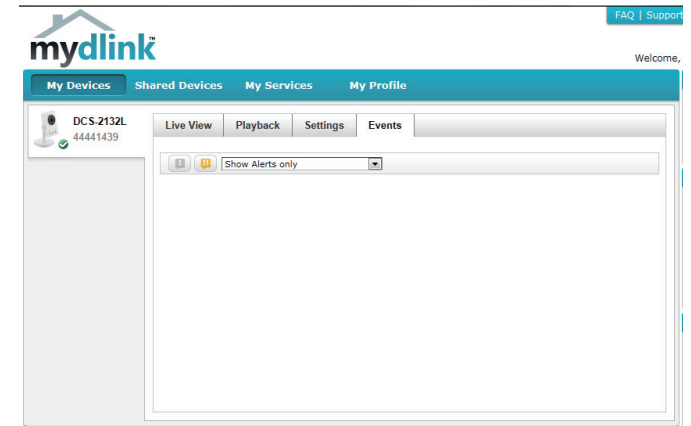 FAQ | Support
mydlink
Welcome,
My Devices Shared Devices My Services My Profile
DCS-2132L
44441439
Live View Playback Settings Events
Show Alerts only